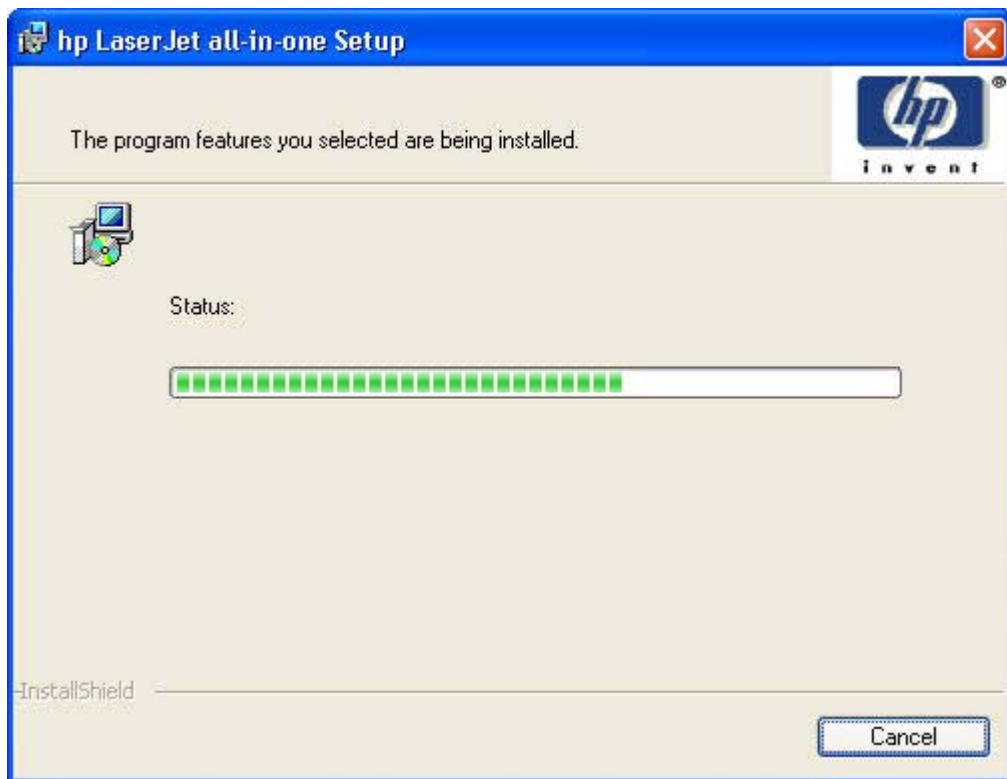 hp LaserJet all-in-one Setup
The program features you selected are being installed.
hp ®
invent
Status:
InstallShield
Cancel